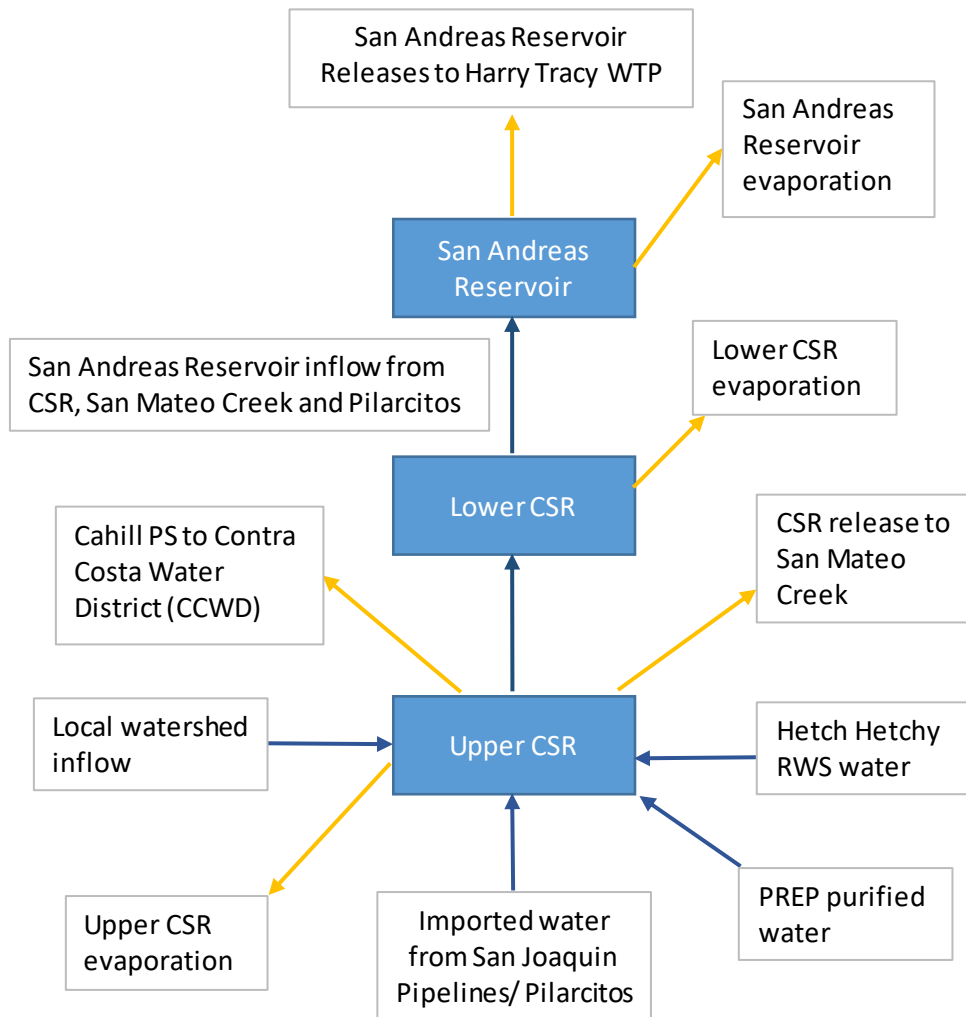 San Andreas Reservoir
Releases to Harry Tracy WTP
San Andreas
Reservoir
evaporation
San Andreas
Reservoir
San Andreas Reservoir inflow from
CSR, San Mateo Creek and Pilarcitos
Lower CSR
evaporation
Lower CSR
Cahill PS to Contra
Costa Water
District (CCWD)
CSR release to
San Mateo
Creek
Local watershed
inflow
Upper CSR
Hetch Hetchy
RWS water
Upper CSR
evaporation
Imported water
from San Joaquin
Pipelines/ Pilarcitos
PREP purified
water